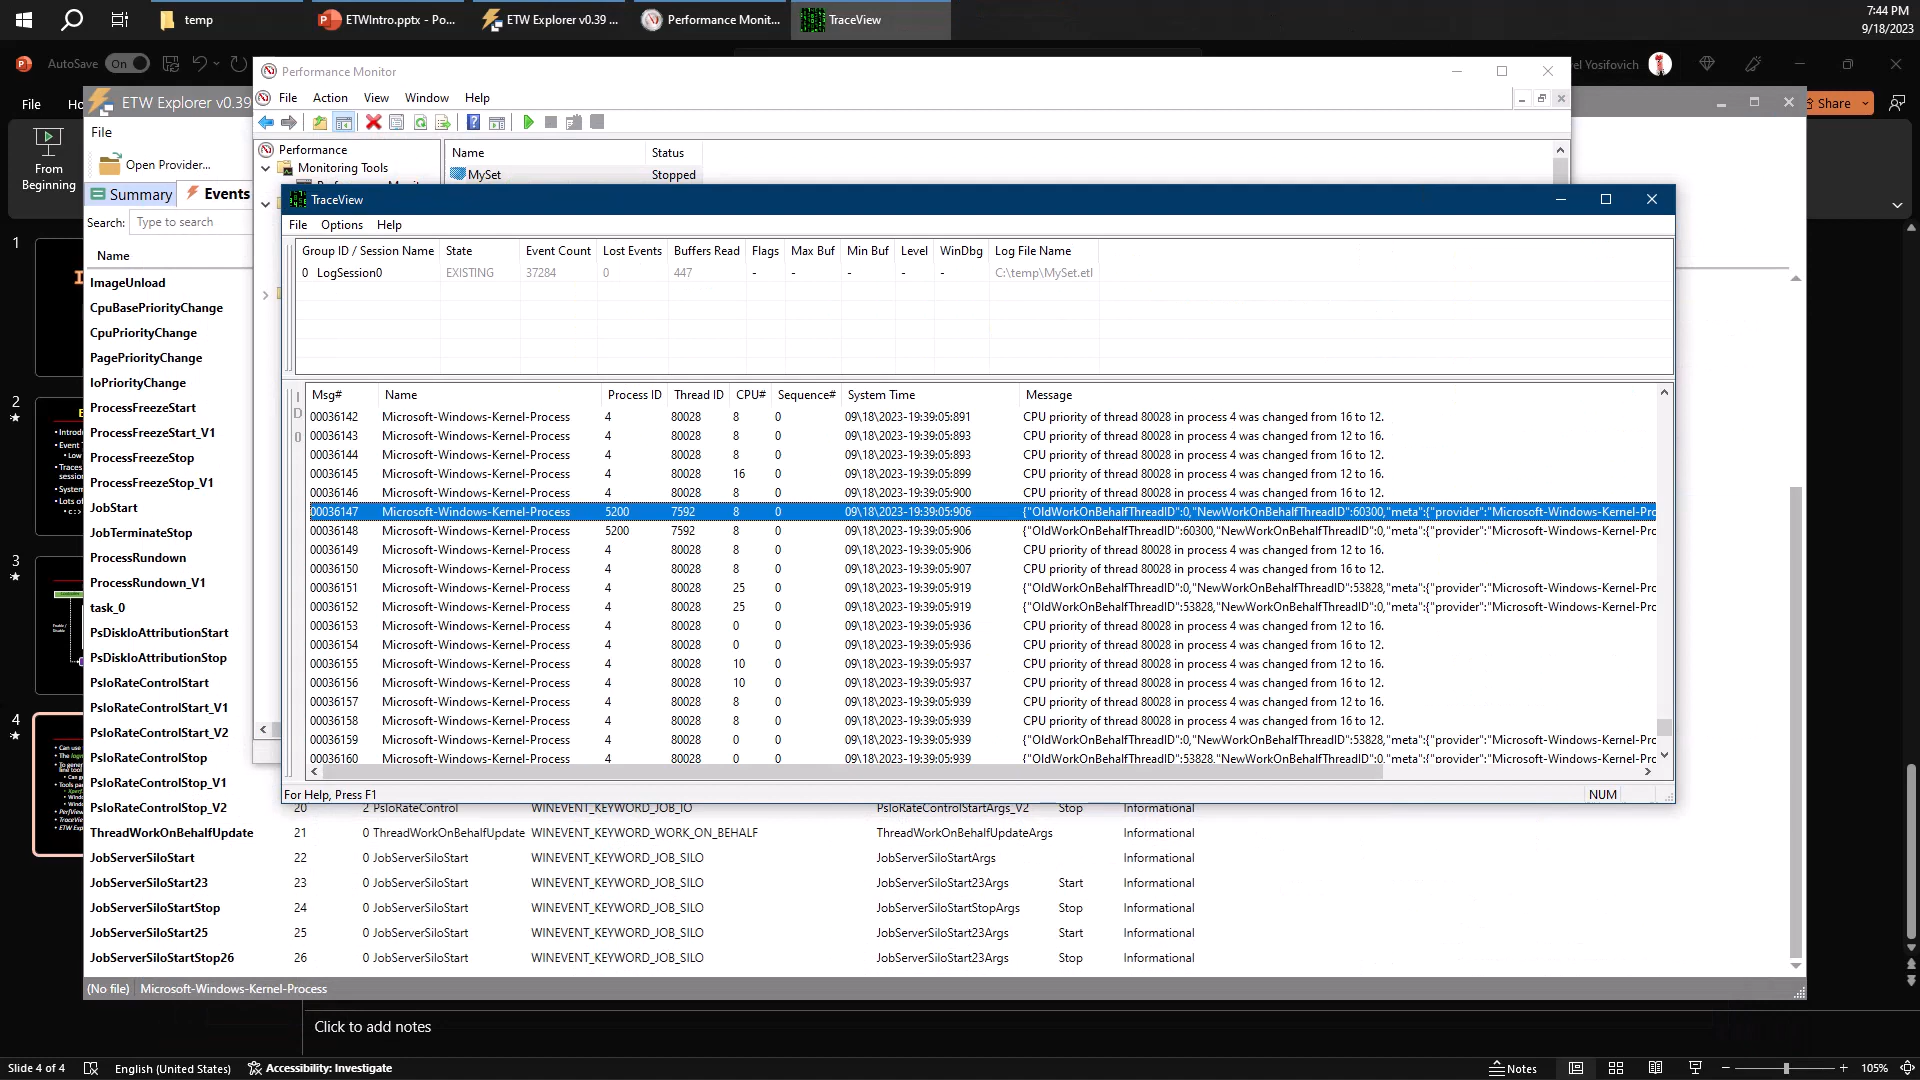 temp
ETWIntro.pptx - Po...
ETW Explorer v0.39 ...
Performance Monit...
TraceView
7:44 PM
9/18/2023
AutoSave
On
el Yosifovich
File
Share
From
Beginning
1
2
3
4
ETW Explorer v0.39
File
Open Provider...
Summary
Events
Search:
Type to search
Name
ImageUnload
CpuBasePriorityChange
CpuPriorityChange
PagePriorityChange
IoPriorityChange
ProcessFreezeStart
ProcessFreezeStart_V1
ProcessFreezeStop
ProcessFreezeStop_V1
JobStart
JobTerminateStop
ProcessRundown
ProcessRundown_V1
task_0
PsDiskIoAttributionStart
PsDiskIoAttributionStop
PsIoRateControlStart
PsIoRateControlStart_V1
PsIoRateControlStart_V2
PsIoRateControlStop
PsIoRateControlStop_V1
PsIoRateControlStop_V2 20 2 PsIoRateControl WINEVENT_KEYWORD_JOB_IO PsIoRateControlStartArgs_V2 Stop Informational
ThreadWorkOnBehalfUpdate 21 0 ThreadWorkOnBehalfUpdate WINEVENT_KEYWORD_WORK_ON_BEHALF ThreadWorkOnBehalfUpdateArgs Informational
JobServerSiloStart 22 0 JobServerSiloStart WINEVENT_KEYWORD_JOB_SILO JobServerSiloStartArgs Informational
JobServerSiloStart23 23 0 JobServerSiloStart WINEVENT_KEYWORD_JOB_SILO JobServerSiloStart23Args Start Informational
JobServerSiloStartStop 24 0 JobServerSiloStart WINEVENT_KEYWORD_JOB_SILO JobServerSiloStartStopArgs Stop Informational
JobServerSiloStart25 25 0 JobServerSiloStart WINEVENT_KEYWORD_JOB_SILO JobServerSiloStart23Args Start Informational
JobServerSiloStartStop26 26 0 JobServerSiloStart WINEVENT_KEYWORD_JOB_SILO JobServerSiloStart23Args Stop Informational
(No file) Microsoft-Windows-Kernel-Process
Performance Monitor
File Action View Window Help
Performance
Monitoring Tools
Name Status
MySet Stopped
TraceView
File Options Help
Group ID / Session Name State Event Count Lost Events Buffers Read Flags Max Buf Min Buf Level WinDbg Log File Name
0 LogSession0 EXISTING 37284 0 447 - - - - - C:\temp\MySet.etl
Msg# Name Process ID Thread ID CPU# Sequence# System Time Message
00036142 Microsoft-Windows-Kernel-Process 4 80028 8 0 09\18\2023-19:39:05:891 CPU priority of thread 80028 in process 4 was changed from 16 to 12.
00036143 Microsoft-Windows-Kernel-Process 4 80028 8 0 09\18\2023-19:39:05:893 CPU priority of thread 80028 in process 4 was changed from 12 to 16.
00036144 Microsoft-Windows-Kernel-Process 4 80028 8 0 09\18\2023-19:39:05:893 CPU priority of thread 80028 in process 4 was changed from 16 to 12.
00036145 Microsoft-Windows-Kernel-Process 4 80028 16 0 09\18\2023-19:39:05:899 CPU priority of thread 80028 in process 4 was changed from 12 to 16.
00036146 Microsoft-Windows-Kernel-Process 4 80028 8 0 09\18\2023-19:39:05:900 CPU priority of thread 80028 in process 4 was changed from 16 to 12.
00036147 Microsoft-Windows-Kernel-Process 5200 7592 8 0 09\18\2023-19:39:05:906 {"OldWorkOnBehalfThreadID":0,"NewWorkOnBehalfThreadID":60300,"meta":{"provider":"Microsoft-Windows-Kernel-Prc
00036148 Microsoft-Windows-Kernel-Process 5200 7592 8 0 09\18\2023-19:39:05:906 {"OldWorkOnBehalfThreadID":60300,"NewWorkOnBehalfThreadID":0,"meta":{"provider":"Microsoft-Windows-Kernel-Prc
00036149 Microsoft-Windows-Kernel-Process 4 80028 8 0 09\18\2023-19:39:05:906 CPU priority of thread 80028 in process 4 was changed from 12 to 16.
00036150 Microsoft-Windows-Kernel-Process 4 80028 8 0 09\18\2023-19:39:05:907 CPU priority of thread 80028 in process 4 was changed from 16 to 12.
00036151 Microsoft-Windows-Kernel-Process 4 80028 25 0 09\18\2023-19:39:05:919 {"OldWorkOnBehalfThreadID":0,"NewWorkOnBehalfThreadID":53828,"meta":{"provider":"Microsoft-Windows-Kernel-Prc
00036152 Microsoft-Windows-Kernel-Process 4 80028 25 0 09\18\2023-19:39:05:919 {"OldWorkOnBehalfThreadID":53828,"NewWorkOnBehalfThreadID":0,"meta":{"provider":"Microsoft-Windows-Kernel-Prc
00036153 Microsoft-Windows-Kernel-Process 4 80028 0 0 09\18\2023-19:39:05:936 CPU priority of thread 80028 in process 4 was changed from 12 to 16.
00036154 Microsoft-Windows-Kernel-Process 4 80028 0 0 09\18\2023-19:39:05:936 CPU priority of thread 80028 in process 4 was changed from 16 to 12.
00036155 Microsoft-Windows-Kernel-Process 4 80028 10 0 09\18\2023-19:39:05:937 CPU priority of thread 80028 in process 4 was changed from 12 to 16.
00036156 Microsoft-Windows-Kernel-Process 4 80028 10 0 09\18\2023-19:39:05:937 CPU priority of thread 80028 in process 4 was changed from 16 to 12.
00036157 Microsoft-Windows-Kernel-Process 4 80028 8 0 09\18\2023-19:39:05:939 CPU priority of thread 80028 in process 4 was changed from 12 to 16.
00036158 Microsoft-Windows-Kernel-Process 4 80028 8 0 09\18\2023-19:39:05:939 CPU priority of thread 80028 in process 4 was changed from 16 to 12.
00036159 Microsoft-Windows-Kernel-Process 4 80028 0 0 09\18\2023-19:39:05:939 {"OldWorkOnBehalfThreadID":0,"NewWorkOnBehalfThreadID":53828,"meta":{"provider":"Microsoft-Windows-Kernel-Prc
00036160 Microsoft-Windows-Kernel-Process 4 80028 0 0 09\18\2023-19:39:05:939 {"OldWorkOnBehalfThreadID":53828,"NewWorkOnBehalfThreadID":0,"meta":{"provider":"Microsoft-Windows-Kernel-Prc
For Help, Press F1
NUM
Click to add notes
Slide 4 of 4
English (United States)
Accessibility: Investigate
Notes
105%